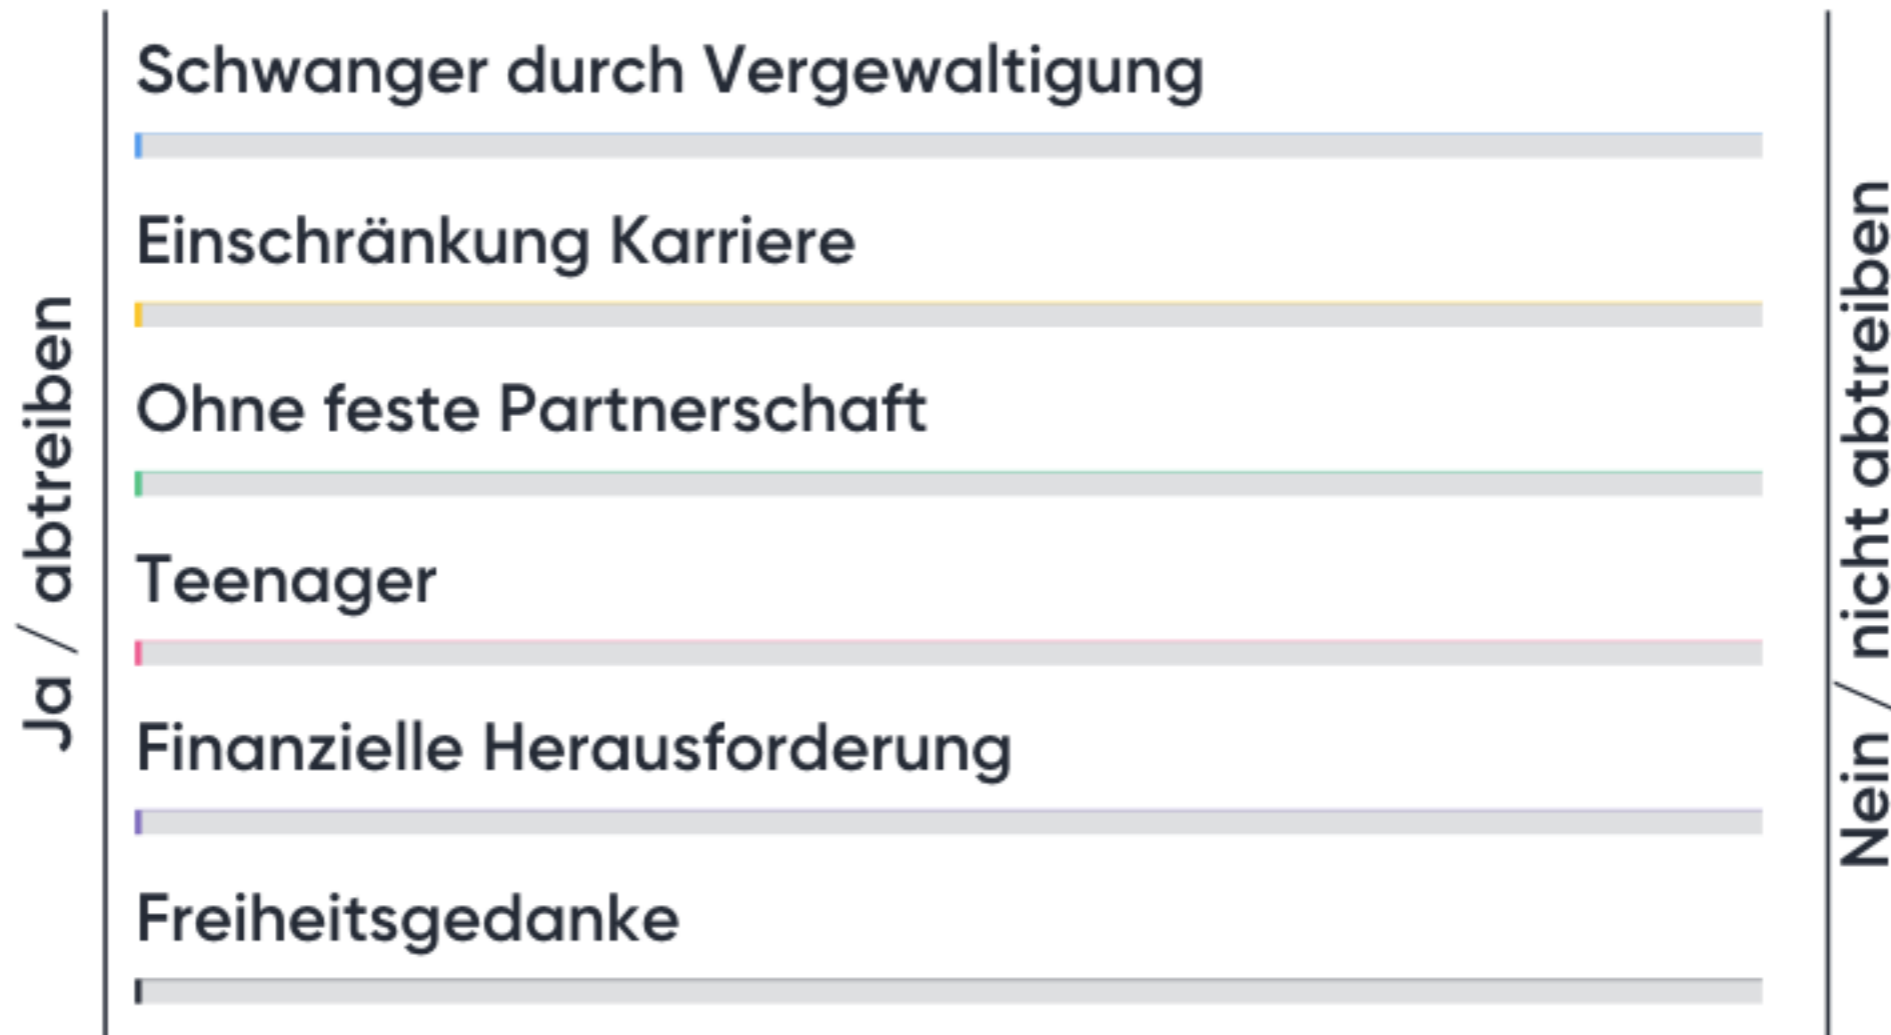 Ja / abtreiben
Schwanger durch Vergewaltigung
Einschränkung Karriere
Ohne feste Partnerschaft
Teenager
Finanzielle Herausforderung
Freiheitsgedanke
Nein / nicht abtreiben